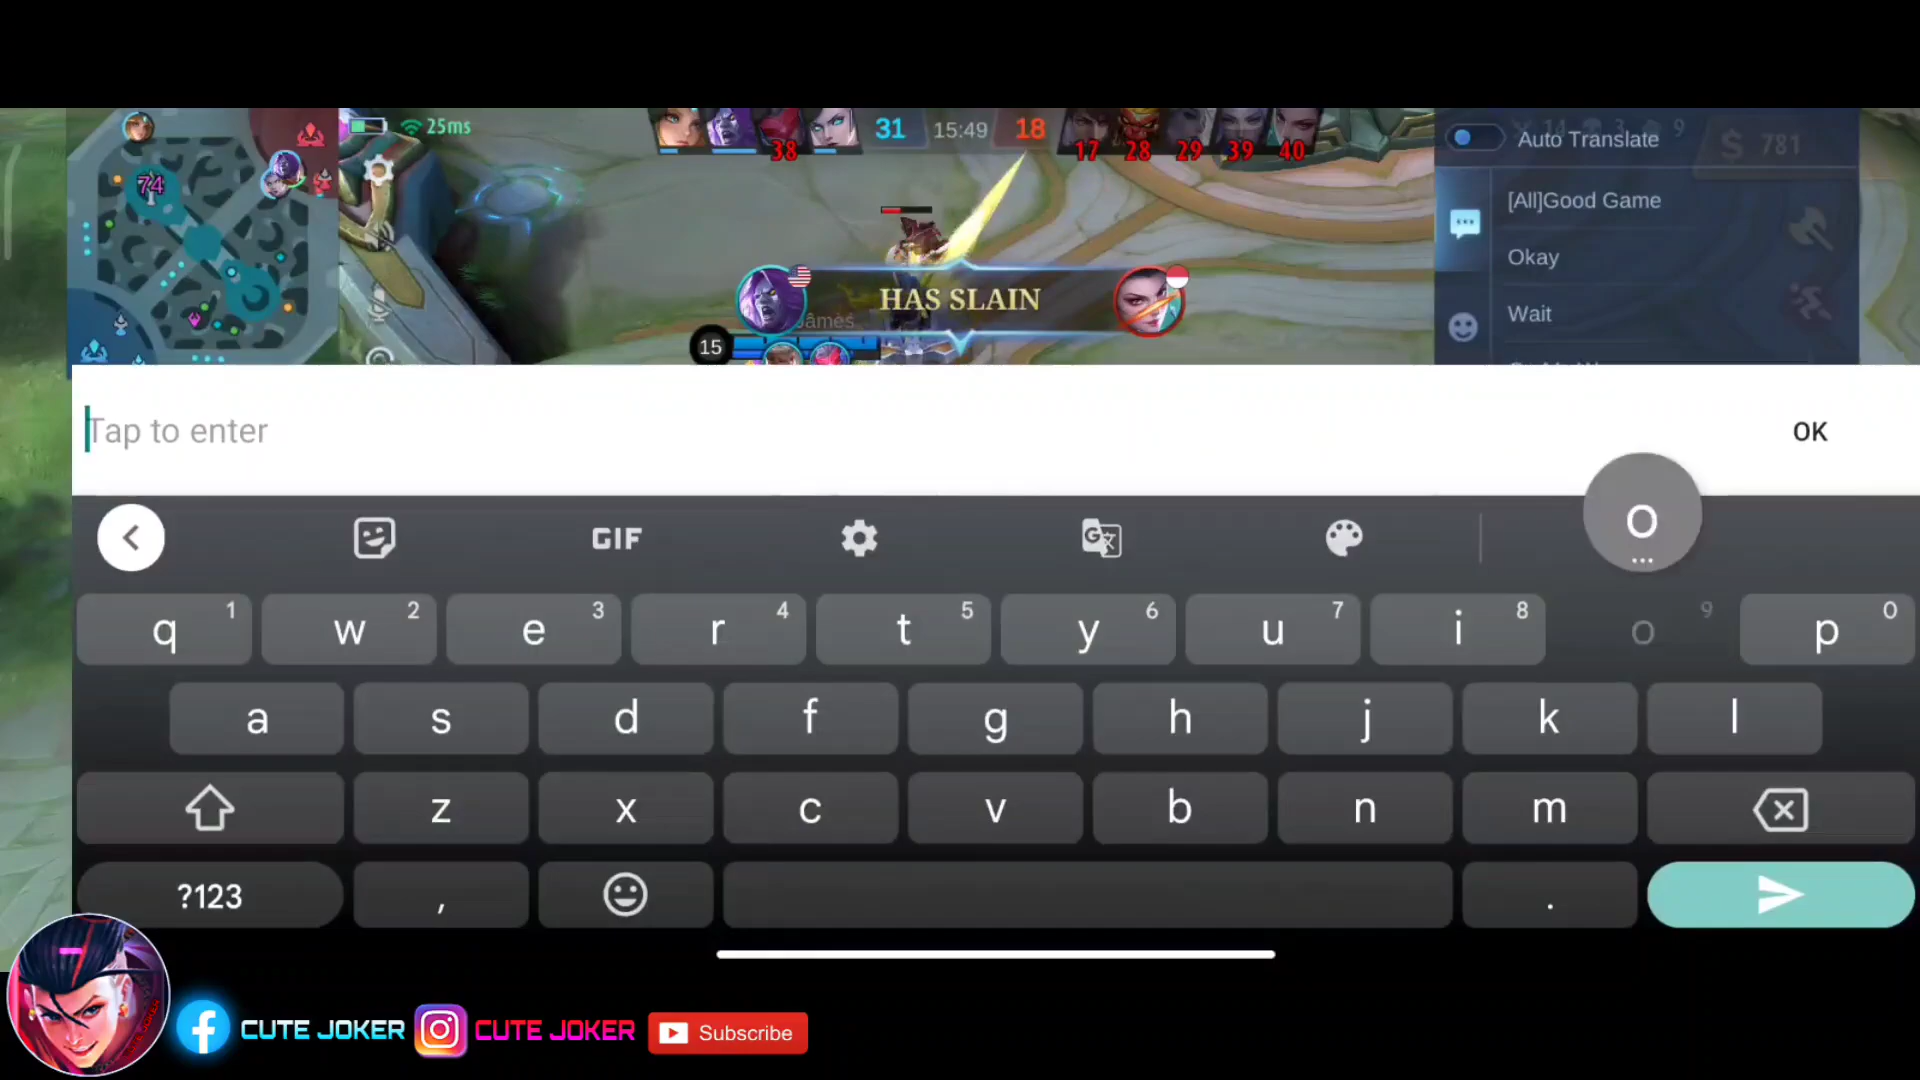 25ms
31 15:49 18
38
17 28 29 39 40
Auto Translate
781
74
[All]Good Game
Okay
Wait
HAS SLAIN
15
Tap to enter
OK
GIF
o
...
q 1 w 2 e 3 r 4 t 5 y 6 u 7 i 8 o 9 p 0
a s d f g h j k l
z x c v b n m
?123 , .
CUTE JOKER CUTE JOKER Subscribe